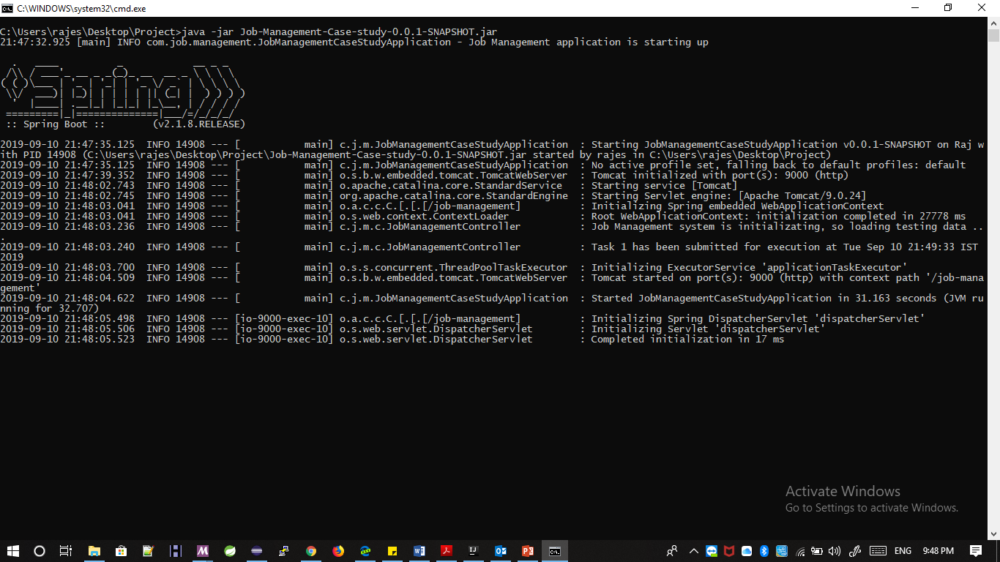 C:\WINDOWS\system32\cmd.exe
C:\Users\rajes\Desktop\Project>java -jar Job-Management-Case-study-0.0.1-SNAPSHOT.jar
21:47:32.925 [main] INFO com.job.management.JobManagementCaseStudyApplication - Job Management application is starting up
  .   ____          _            __ _ _
 /\\ / ___'_ __ _ _(_)_ __  __ _ \ \ \ \
( ( )\___ | '_ | '_| | '_ \/ _` | \ \ \ \
 \\/  ___)| |_)| | | | | || (_| |  ) ) ) )
  '  |____| .__|_| |_|_| |_\__, | / / / /
 =========|_|==============|___/=/_/_/_/
 :: Spring Boot ::        (v2.1.8.RELEASE)
2019-09-10 21:47:35.125  INFO 14908 --- [           main] c.j.m.JobManagementCaseStudyApplication  : Starting JobManagementCaseStudyApplication v0.0.1-SNAPSHOT on Raj w
ith PID 14908 (C:\Users\rajes\Desktop\Project\Job-Management-Case-study-0.0.1-SNAPSHOT.jar started by rajes in C:\Users\rajes\Desktop\Project)
2019-09-10 21:47:35.125  INFO 14908 --- [           main] c.j.m.JobManagementCaseStudyApplication  : No active profile set, falling back to default profiles: default
2019-09-10 21:47:39.352  INFO 14908 --- [           main] o.s.b.w.embedded.tomcat.TomcatWebServer  : Tomcat initialized with port(s): 9000 (http)
2019-09-10 21:48:02.743  INFO 14908 --- [           main] o.apache.catalina.core.StandardService   : Starting service [Tomcat]
2019-09-10 21:48:02.745  INFO 14908 --- [           main] org.apache.catalina.core.StandardEngine  : Starting Servlet engine: [Apache Tomcat/9.0.24]
2019-09-10 21:48:03.041  INFO 14908 --- [           main] o.a.c.c.C.[.[.[/job-management]          : Initializing Spring embedded WebApplicationContext
2019-09-10 21:48:03.041  INFO 14908 --- [           main] o.s.web.context.ContextLoader            : Root WebApplicationContext: initialization completed in 27778 ms
2019-09-10 21:48:03.236  INFO 14908 --- [           main] c.j.m.c.JobManagementController          : Job Management system is initializating, so loading testing data ..
.
2019-09-10 21:48:03.240  INFO 14908 --- [           main] c.j.m.c.JobManagementController          : Task 1 has been submitted for execution at Tue Sep 10 21:49:33 IST
2019
2019-09-10 21:48:03.700  INFO 14908 --- [           main] o.s.s.concurrent.ThreadPoolTaskExecutor  : Initializing ExecutorService 'applicationTaskExecutor'
2019-09-10 21:48:04.509  INFO 14908 --- [           main] o.s.b.w.embedded.tomcat.TomcatWebServer  : Tomcat started on port(s): 9000 (http) with context path '/job-mana
gement'
2019-09-10 21:48:04.622  INFO 14908 --- [           main] c.j.m.JobManagementCaseStudyApplication  : Started JobManagementCaseStudyApplication in 31.163 seconds (JVM ru
nning for 32.707)
2019-09-10 21:48:05.498  INFO 14908 --- [io-9000-exec-10] o.a.c.c.C.[.[.[/job-management]          : Initializing Spring DispatcherServlet 'dispatcherServlet'
2019-09-10 21:48:05.506  INFO 14908 --- [io-9000-exec-10] o.s.web.servlet.DispatcherServlet        : Initializing Servlet 'dispatcherServlet'
2019-09-10 21:48:05.523  INFO 14908 --- [io-9000-exec-10] o.s.web.servlet.DispatcherServlet        : Completed initialization in 17 ms
Activate Windows
Go to Settings to activate Windows.
ENG 9:48 PM